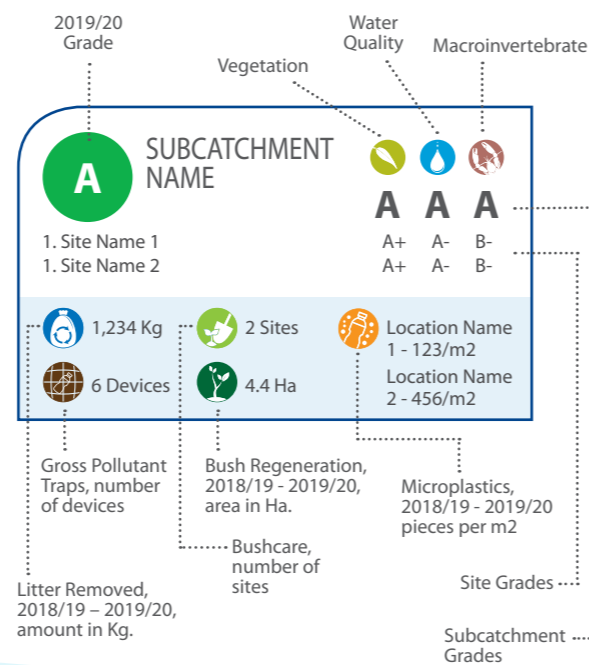 2019/20
Grade
Water
Quality
Macroinvertebrate
Vegetation
A
SUBCATCHMENT
NAME
A A A
1. Site Name 1
A+ A- B-
1. Site Name 2
A+ A- B-
1,234 Kg
2 Sites
Location Name
1 - 123/m2
6 Devices
4.4 Ha
Location Name
2 - 456/m2
Gross Pollutant
Traps, number
of devices
Bush Regeneration,
2018/19 - 2019/20,
area in Ha.
Microplastics,
2018/19 - 2019/20
pieces per m2
Bushcare,
number of
sites
Litter Removed,
2018/19 – 2019/20,
amount in Kg.
Site Grades
Subcatchment
Grades